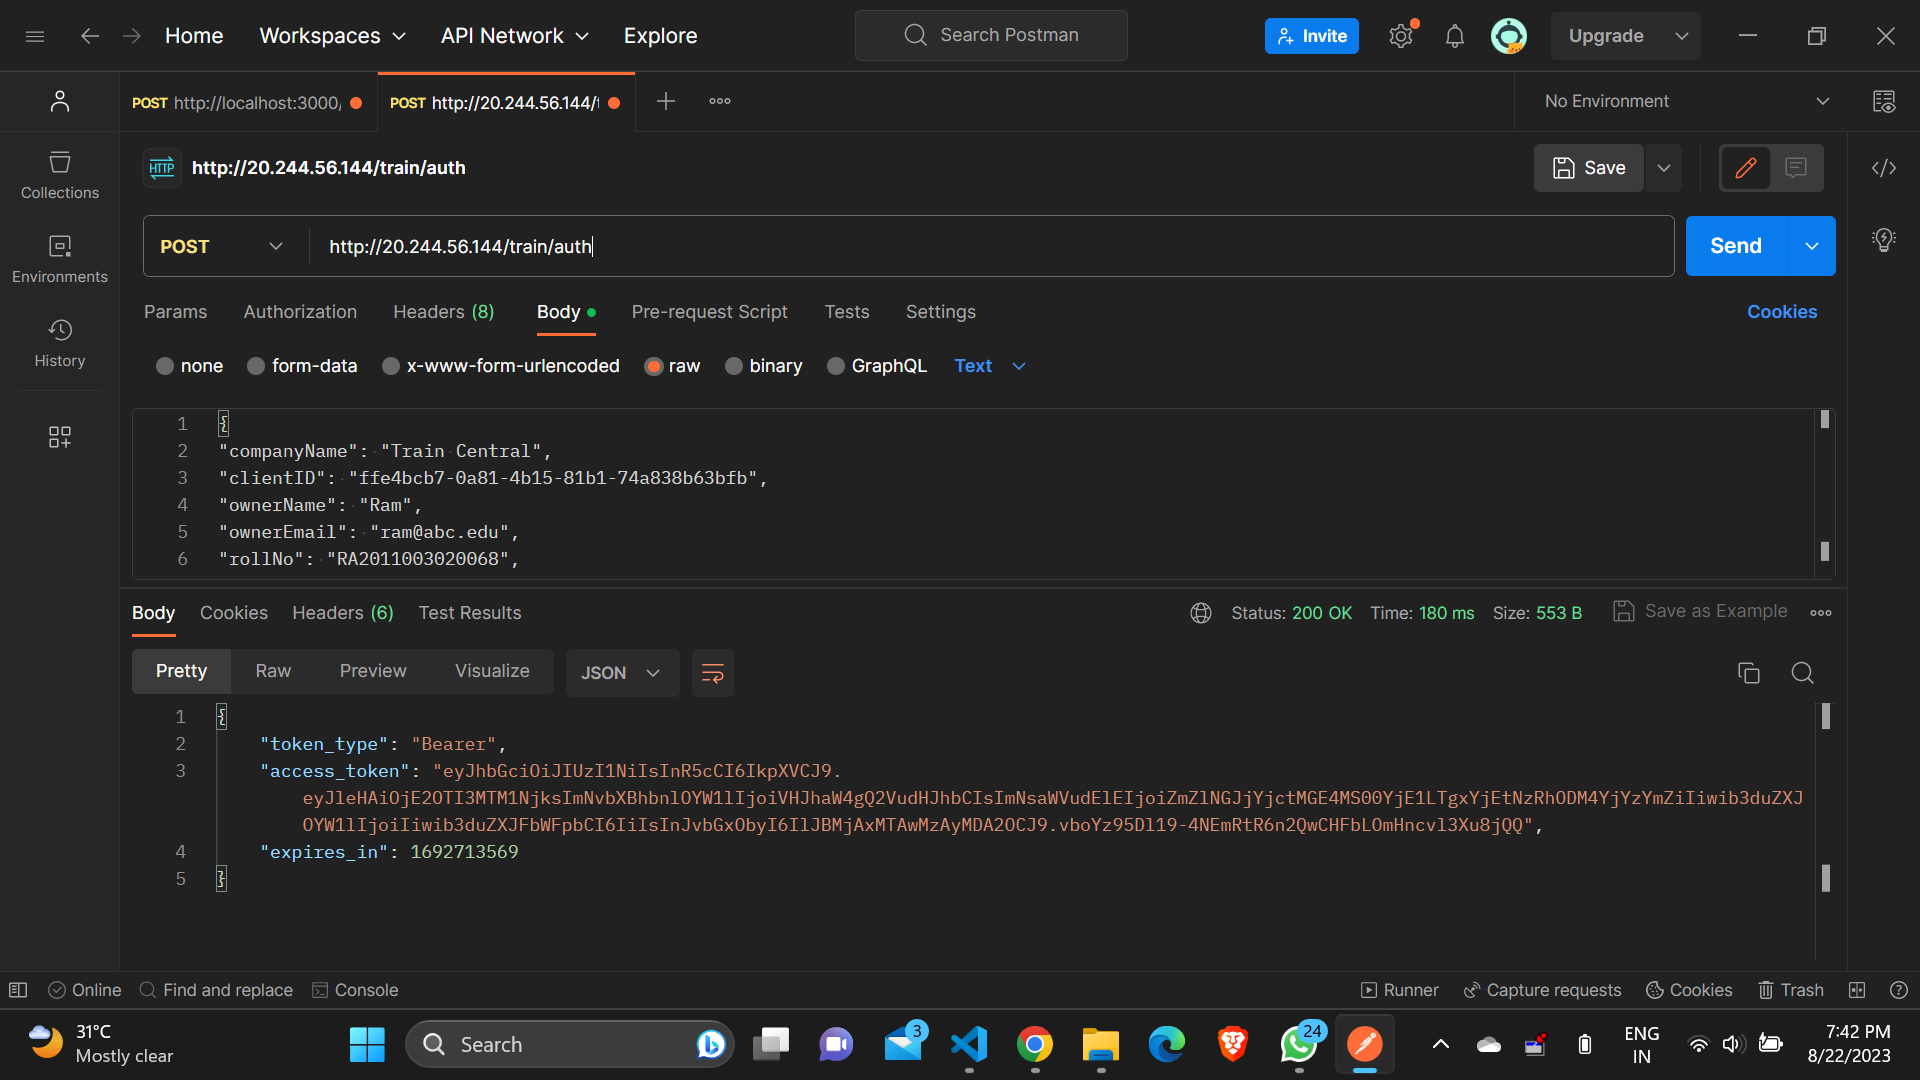 Home
Workspaces
API Network
Explore
Search Postman
Invite
Upgrade
POST http://localhost:3000/
POST http://20.244.56.144/t
No Environment
HTTP http://20.244.56.144/train/auth
Save
Collections
Environments
History
POST
http://20.244.56.144/train/auth
Send
Params
Authorization
Headers (8)
Body
Pre-request Script
Tests
Settings
Cookies
none
form-data
x-www-form-urlencoded
raw
binary
GraphQL
Text
1 {
2 "companyName": "Train Central",
3 "clientID": "ffe4bcb7-0a81-4b15-81b1-74a838b63bfb",
4 "ownerName": "Ram",
5 "ownerEmail": "ram@abc.edu",
6 "rollNo": "RA2011003020068",
Body
Cookies
Headers (6)
Test Results
Status: 200 OK
Time: 180 ms
Size: 553 B
Save as Example
Pretty
Raw
Preview
Visualize
JSON
1 {
2 "token_type": "Bearer",
3 "access_token": "eyJhbGciOiJIUzI1NiIsInR5cCI6IkpXVCJ9.
eyJleHAiOjE2OTI3MTM1NjksImNvbXBhbnlOYW1lIjoiVHJhaW4gQ2VudHJhbCIsImNsaWVudElEIjoiZmZlNGJjYjctMGE4MS00YjE1LTgxYjEtNzRhODM4YjYzYmZiIiwib3duZXJ
OYW1lIjoiIiwib3duZXJFbWFpbCI6IiIsInJvbGxObyI6IlJBMjAxMTAwMzAyMDA2OCJ9.vboYz95Dl19-4NEmRtR6n2QwCHFbLOmHncvl3Xu8jQQ",
4 "expires_in": 1692713569
5 }
Online
Find and replace
Console
Runner
Capture requests
Cookies
Trash
31°C
Mostly clear
Search
3
24
ENG
IN
7:42 PM
8/22/2023